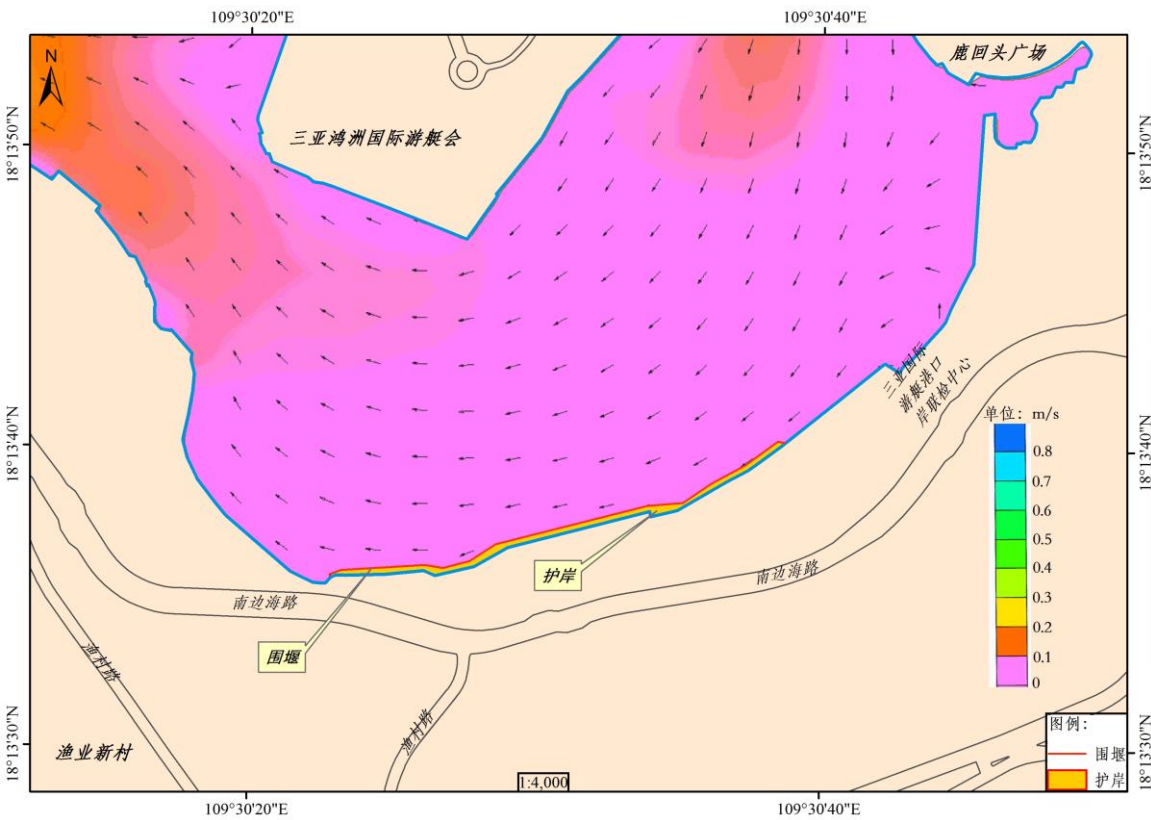 109°30'20"E
109°30'40"E
N
鹿回头广场
三亚鸿洲国际游艇会
18°13'50"N
18°13'50"N
三亚国际
游艇港口
岸联检中心
单位：m/s
0.8
0.7
0.6
0.5
0.4
0.3
0.2
0.1
0
18°13'40"N
18°13'40"N
护岸
南边海路
南边海路
围堰
渔村路
渔村路
渔业新村
图例：
围堰
护岸
18°13'30"N
18°13'30"N
1:4,000
109°30'20"E
109°30'40"E